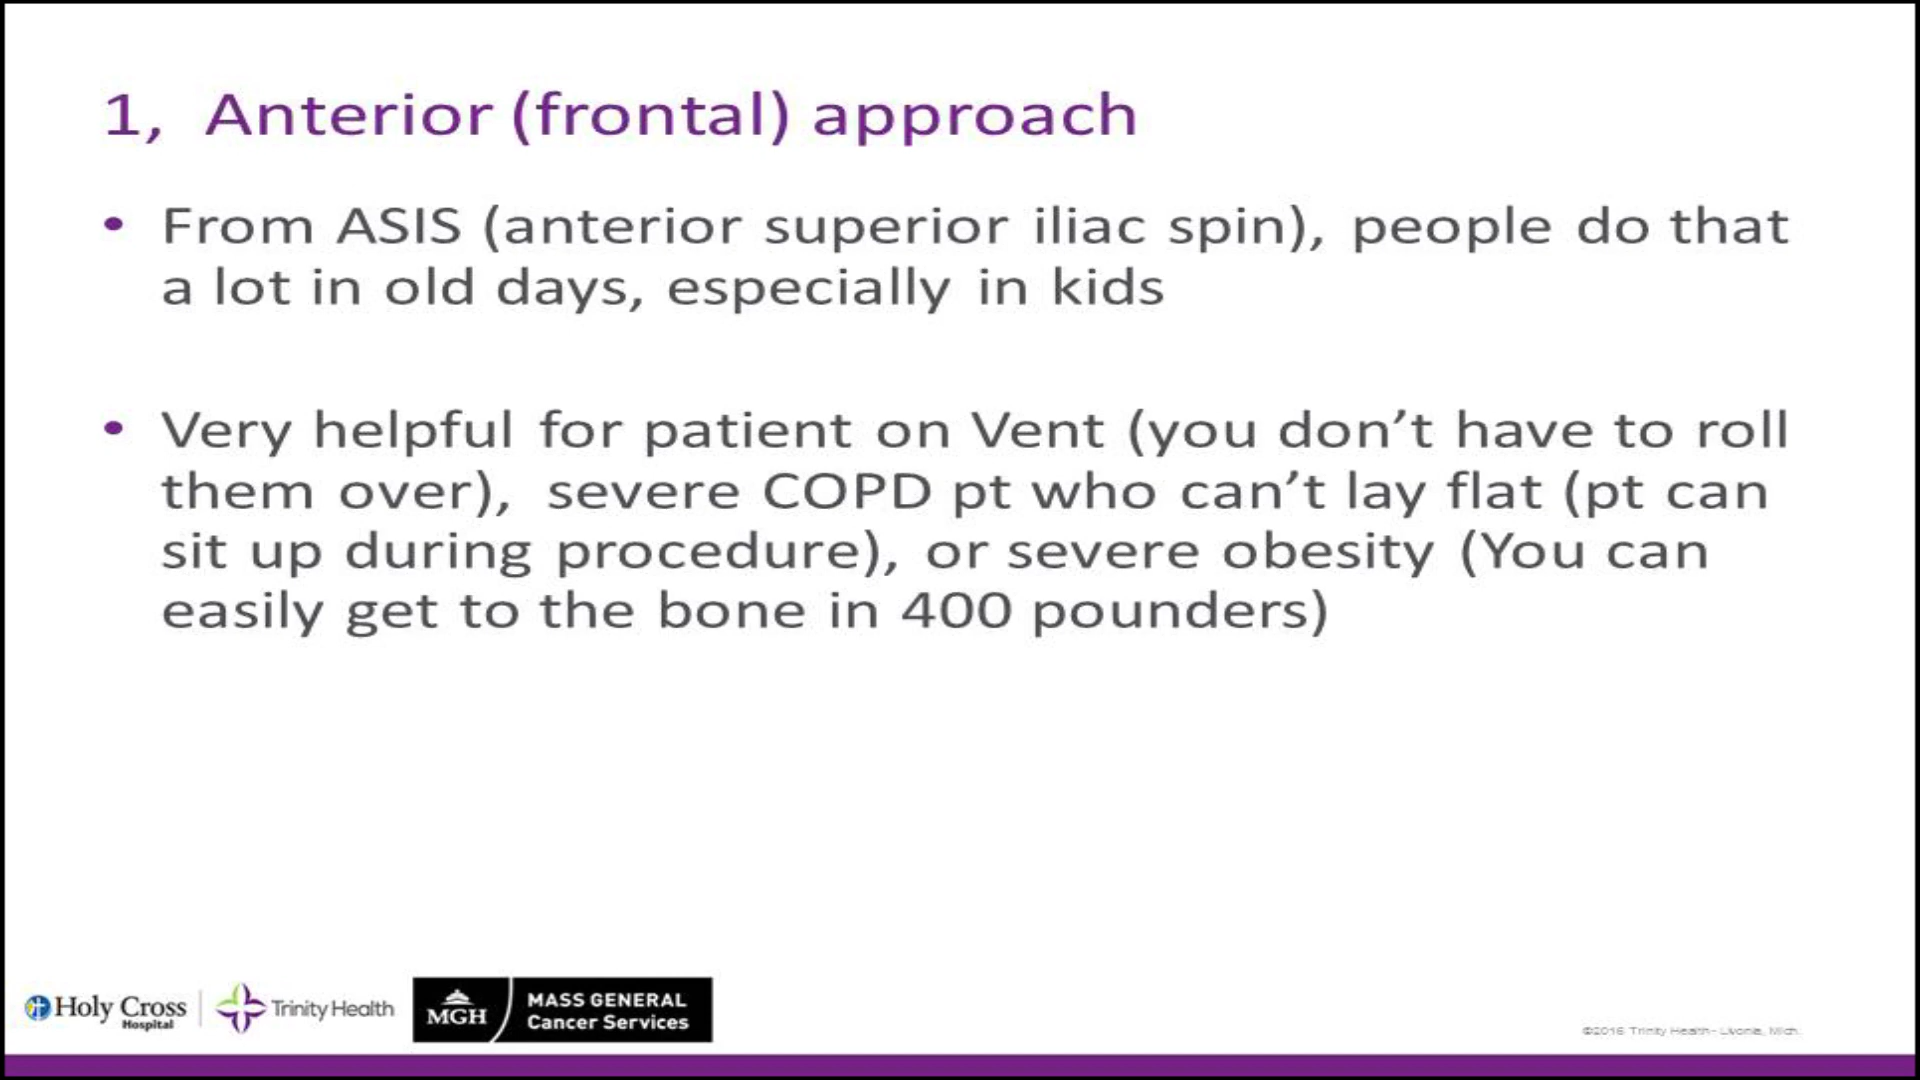 1, Anterior (frontal) approach
• From ASIS (anterior superior iliac spin), people do that
a lot in old days, especially in kids
• Very helpful for patient on Vent (you don’t have to roll
them over), severe COPD pt who can’t lay flat (pt can
sit up during procedure), or severe obesity (You can
easily get to the bone in 400 pounders)
Holy Cross
Hospital
Trinity Health
MGH
MASS GENERAL
Cancer Services
©2016 Trinity Health - Livonia, Mich.